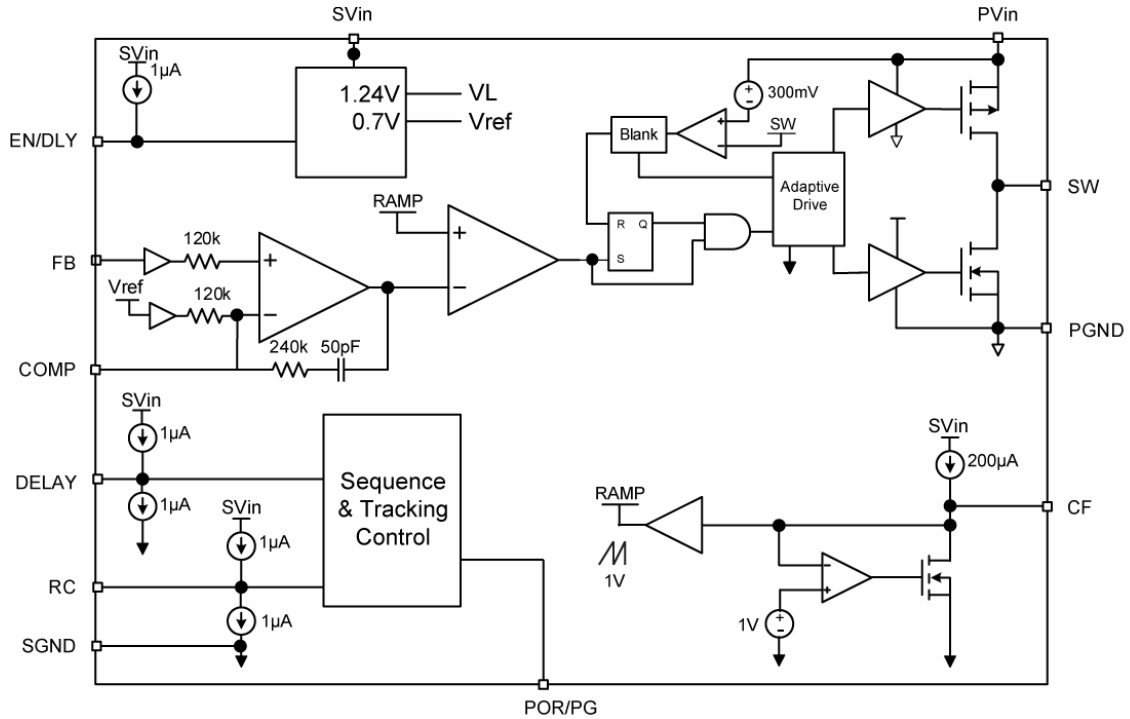 SVin
PVin
SVin
1µA
1.24V
VL
0.7V
Vref
EN/DLY
300mV
SW
Blank
Adaptive
Drive
SW
RAMP
R
Q
S
+
−
FB
120k
+
−
Vref
120k
240k
50pF
COMP
PGND
SVin
1µA
DELAY
1µA
SVin
1µA
RC
1µA
SGND
Sequence
& Tracking
Control
SVin
200µA
RAMP
CF
1V
−
+
1V
POR/PG